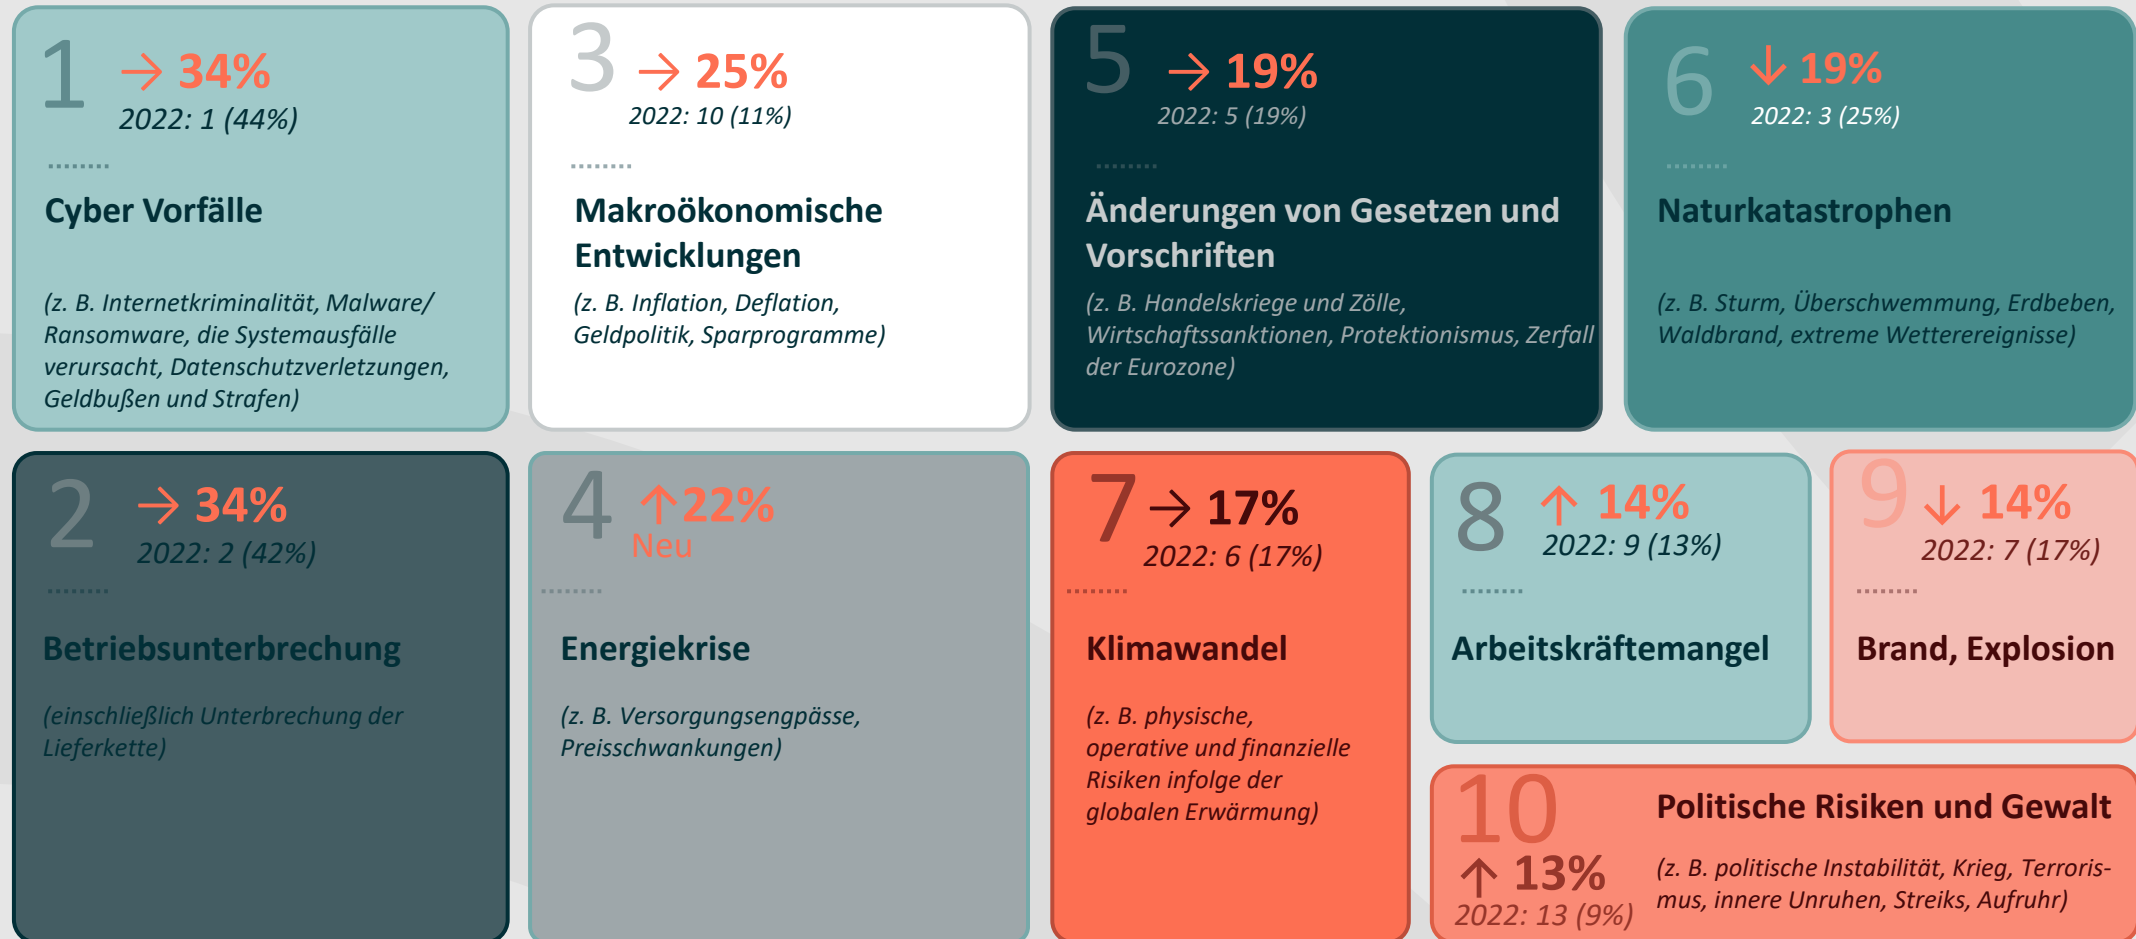 1
→ 34%
2022: 1 (44%)
Cyber Vorfälle
(z. B. Internetkriminalität, Malware/
Ransomware, die Systemausfälle
verursacht, Datenschutzverletzungen,
Geldbußen und Strafen)
3
→ 25%
2022: 10 (11%)
Makroökonomische
Entwicklungen
(z. B. Inflation, Deflation,
Geldpolitik, Sparprogramme)
5
→ 19%
2022: 5 (19%)
Änderungen von Gesetzen und
Vorschriften
(z. B. Handelskriege und Zölle,
Wirtschaftssanktionen, Protektionismus, Zerfall
der Eurozone)
6
↓ 19%
2022: 3 (25%)
Naturkatastrophen
(z. B. Sturm, Überschwemmung, Erdbeben,
Waldbrand, extreme Wetterereignisse)
2
→ 34%
2022: 2 (42%)
Betriebsunterbrechung
(einschließlich Unterbrechung der
Lieferkette)
4
↑22%
Neu
Energiekrise
(z. B. Versorgungsengpässe,
Preisschwankungen)
7
→ 17%
2022: 6 (17%)
Klimawandel
(z. B. physische,
operative und finanzielle
Risiken infolge der
globalen Erwärmung)
8
↑ 14%
2022: 9 (13%)
Arbeitskräftemangel
9
↓ 14%
2022: 7 (17%)
Brand, Explosion
10
↑ 13%
2022: 13 (9%)
Politische Risiken und Gewalt
(z. B. politische Instabilität, Krieg, Terroris-
mus, innere Unruhen, Streiks, Aufruhr)